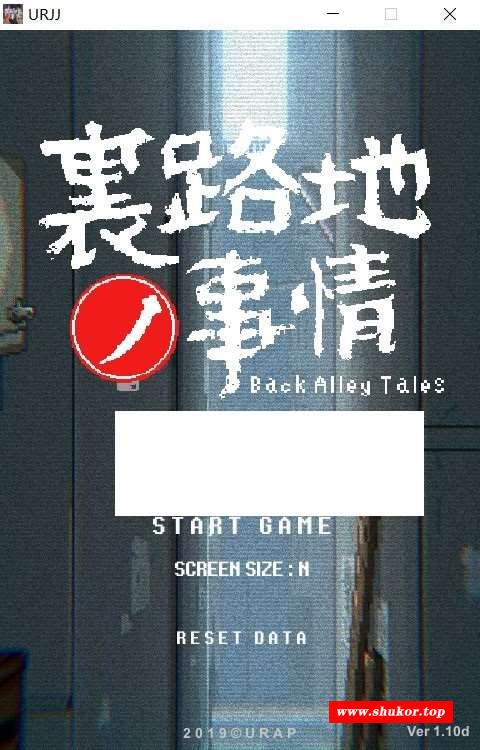 URJJ
裏路地
ノ事情
Back Alley Tales
START GAME
SCREEN SIZE : N
RESET DATA
www.shukor.top
2019©URAP
Ver 1.10d